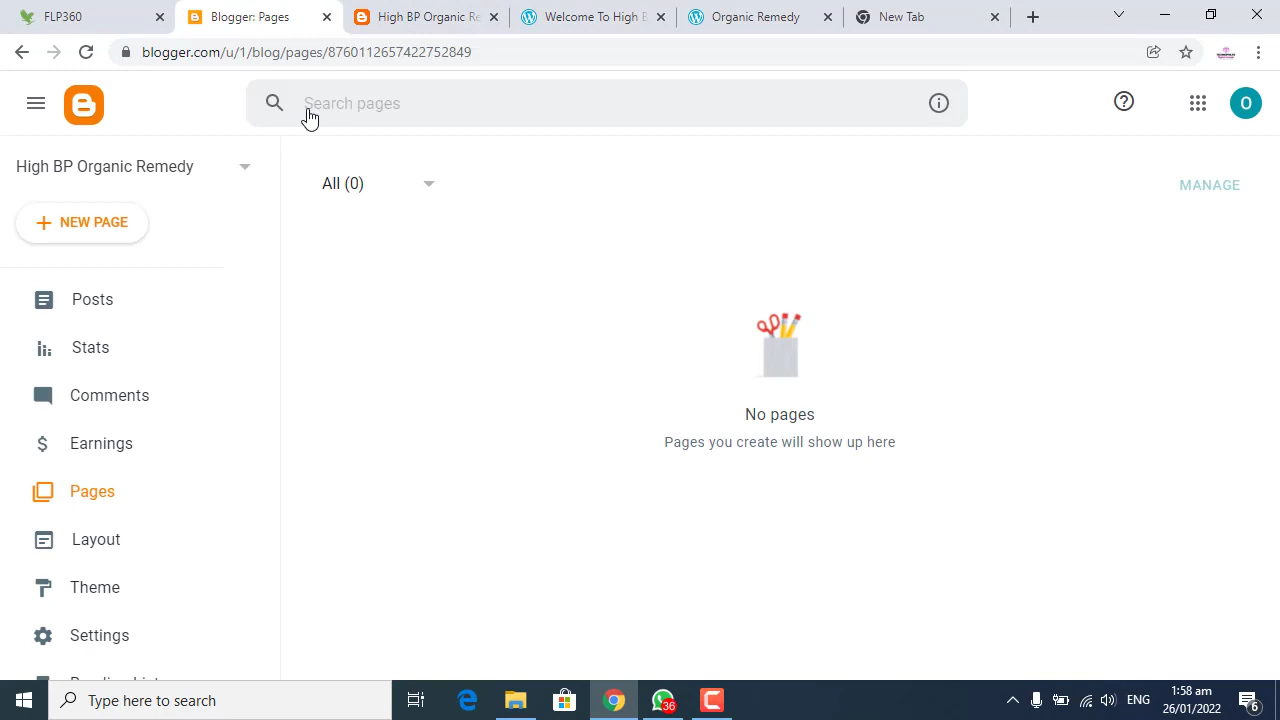 FLP360
Blogger: Pages
High BP Organic Re
Welcome To High B
Organic Remedy
New Tab
blogger.com/u/1/blog/pages/8760112657422752849
Search pages
O
High BP Organic Remedy
All (0)
MANAGE
+ NEW PAGE
Posts
Stats
Comments
Earnings
Pages
Layout
Theme
Settings
No pages
Pages you create will show up here
Type here to search
36
ENG
1:58 am
26/01/2022
6